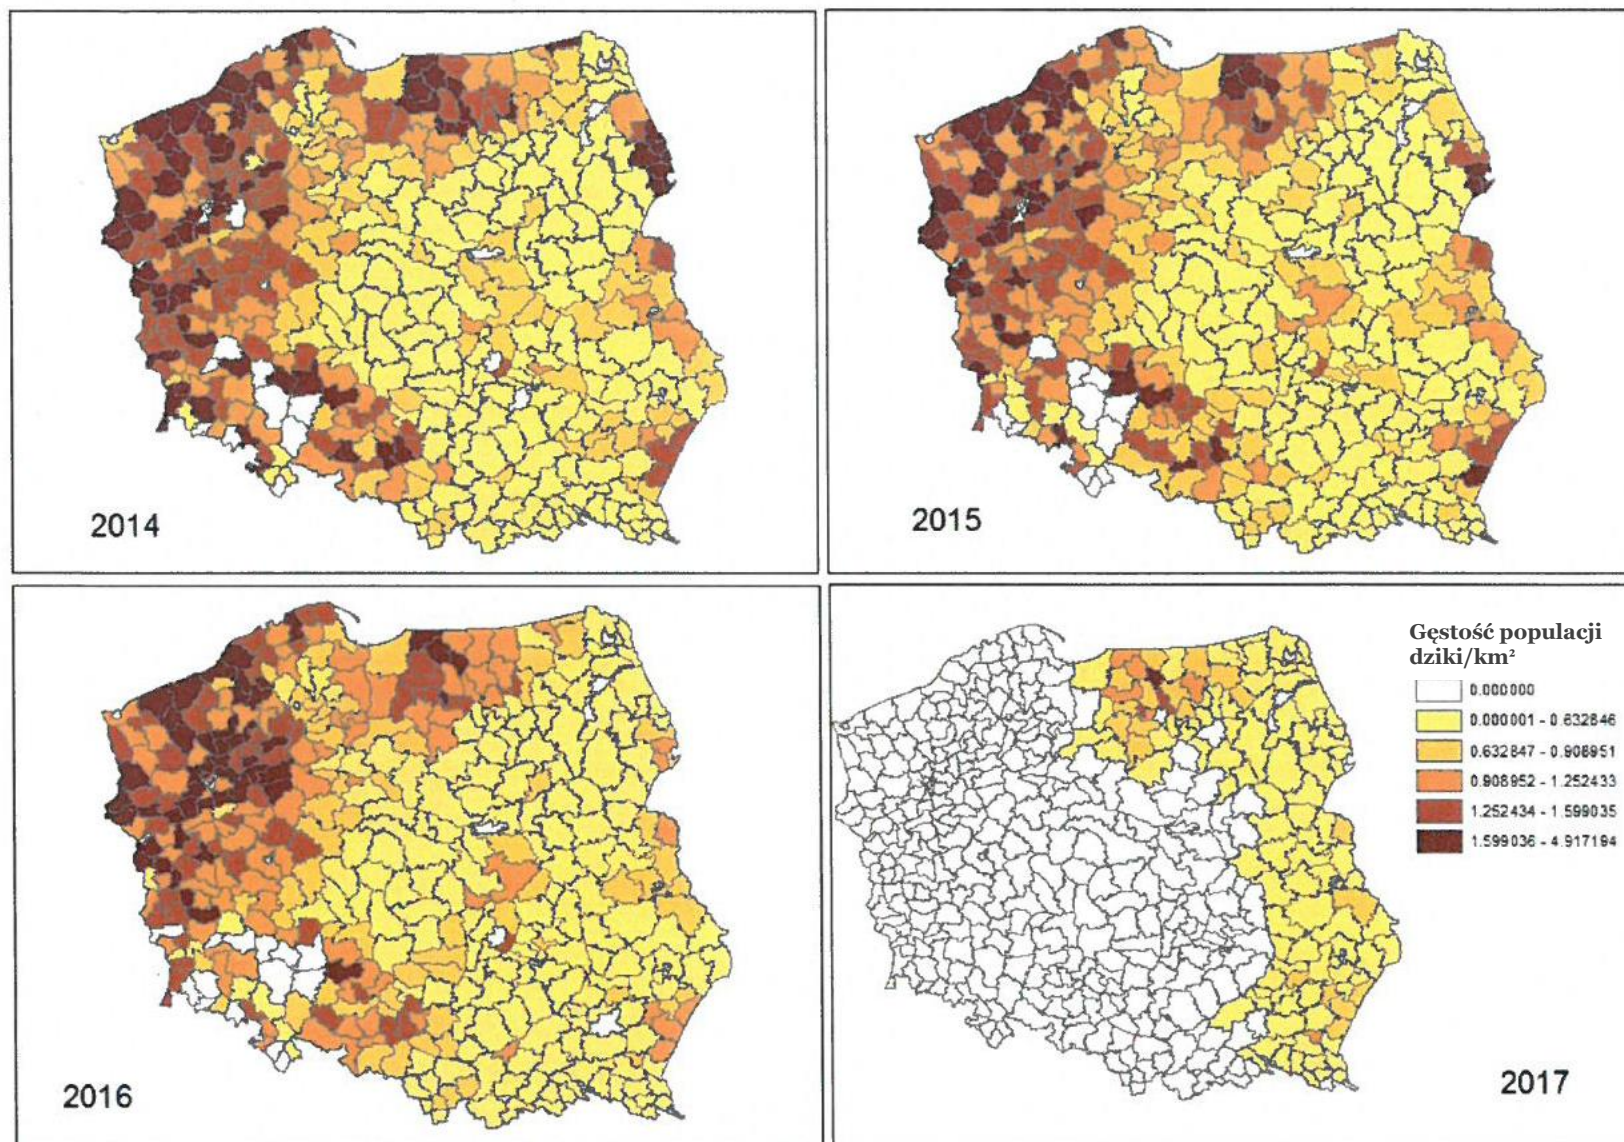 2014
2015
2016
Gęstość populacji
dziki/km²
0.000000
0.000001 - 0.632846
0.632847 - 0.908951
0.908952 - 1.252433
1.252434 - 1.599035
1.599036 - 4.917194
2017